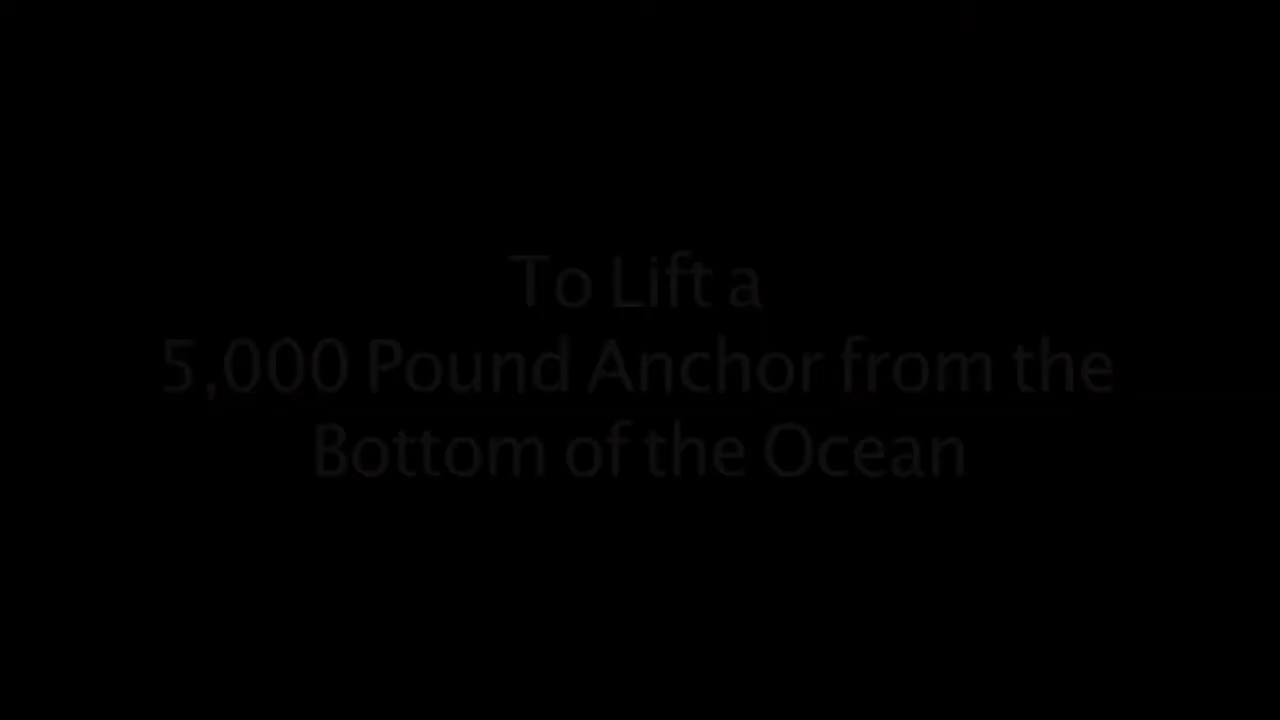 To Lift a
5,000 Pound Anchor from the
Bottom of the Ocean